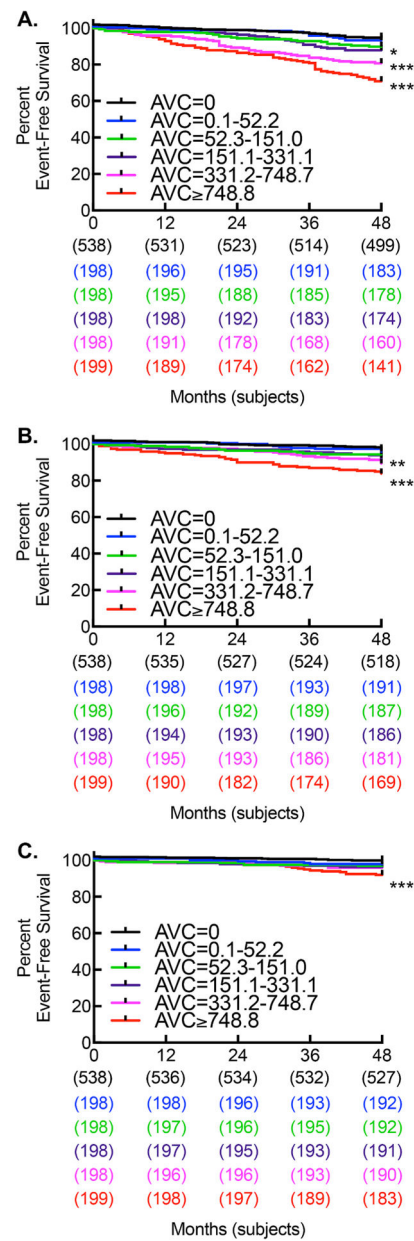 A.
100
80
60
40
20
0
Percent
Event-Free Survival
AVC=0
AVC=0.1-52.2
AVC=52.3-151.0
AVC=151.1-331.1
AVC=331.2-748.7
AVC≥748.8
*
***
***
0 12 24 36 48
(538) (531) (523) (514) (499)
(198) (196) (195) (191) (183)
(198) (195) (188) (185) (178)
(198) (198) (192) (183) (174)
(198) (191) (178) (168) (160)
(199) (189) (174) (162) (141)
Months (subjects)
B.
100
80
60
40
20
0
Percent
Event-Free Survival
AVC=0
AVC=0.1-52.2
AVC=52.3-151.0
AVC=151.1-331.1
AVC=331.2-748.7
AVC≥748.8
**
***
0 12 24 36 48
(538) (535) (527) (524) (518)
(198) (198) (197) (193) (191)
(198) (196) (192) (189) (187)
(198) (194) (193) (190) (186)
(198) (195) (193) (186) (181)
(199) (190) (182) (174) (169)
Months (subjects)
C.
100
80
60
40
20
0
Percent
Event-Free Survival
AVC=0
AVC=0.1-52.2
AVC=52.3-151.0
AVC=151.1-331.1
AVC=331.2-748.7
AVC≥748.8
***
0 12 24 36 48
(538) (536) (534) (532) (527)
(198) (198) (196) (193) (192)
(198) (197) (196) (195) (192)
(198) (197) (195) (193) (191)
(198) (196) (196) (193) (190)
(199) (198) (197) (189) (183)
Months (subjects)